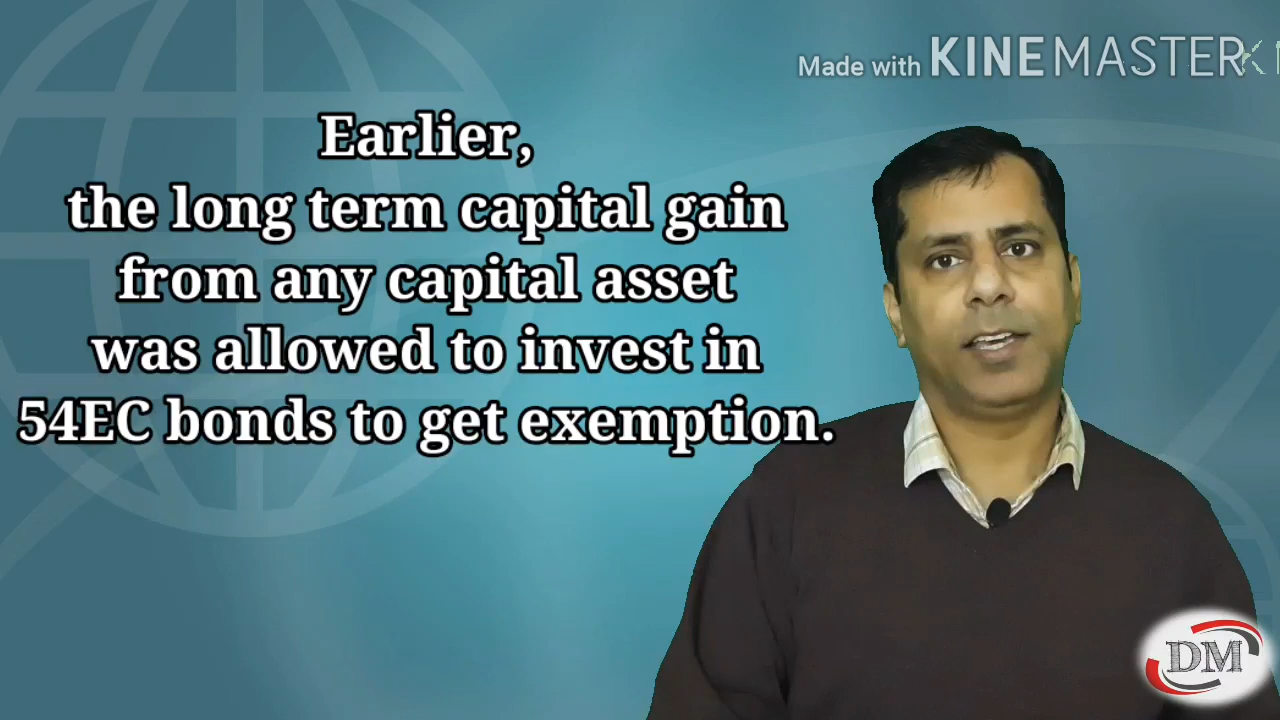 Made with KINEMASTER
Earlier,
the long term capital gain
from any capital asset
was allowed to invest in
54EC bonds to get exemption.
DM